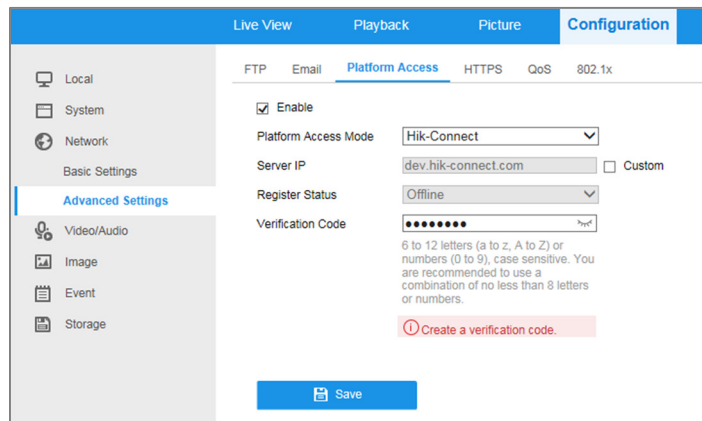 Live View Playback Picture Configuration
Local
System
Network
Basic Settings
Advanced Settings
Video/Audio
Image
Event
Storage
FTP Email Platform Access HTTPS QoS 802.1x
Enable
Platform Access Mode Hik-Connect
Server IP dev.hik-connect.com Custom
Register Status Offline
Verification Code ●●●●●●●●
6 to 12 letters (a to z, A to Z) or
numbers (0 to 9), case sensitive. You
are recommended to use a
combination of no less than 8 letters
or numbers.
Create a verification code.
Save